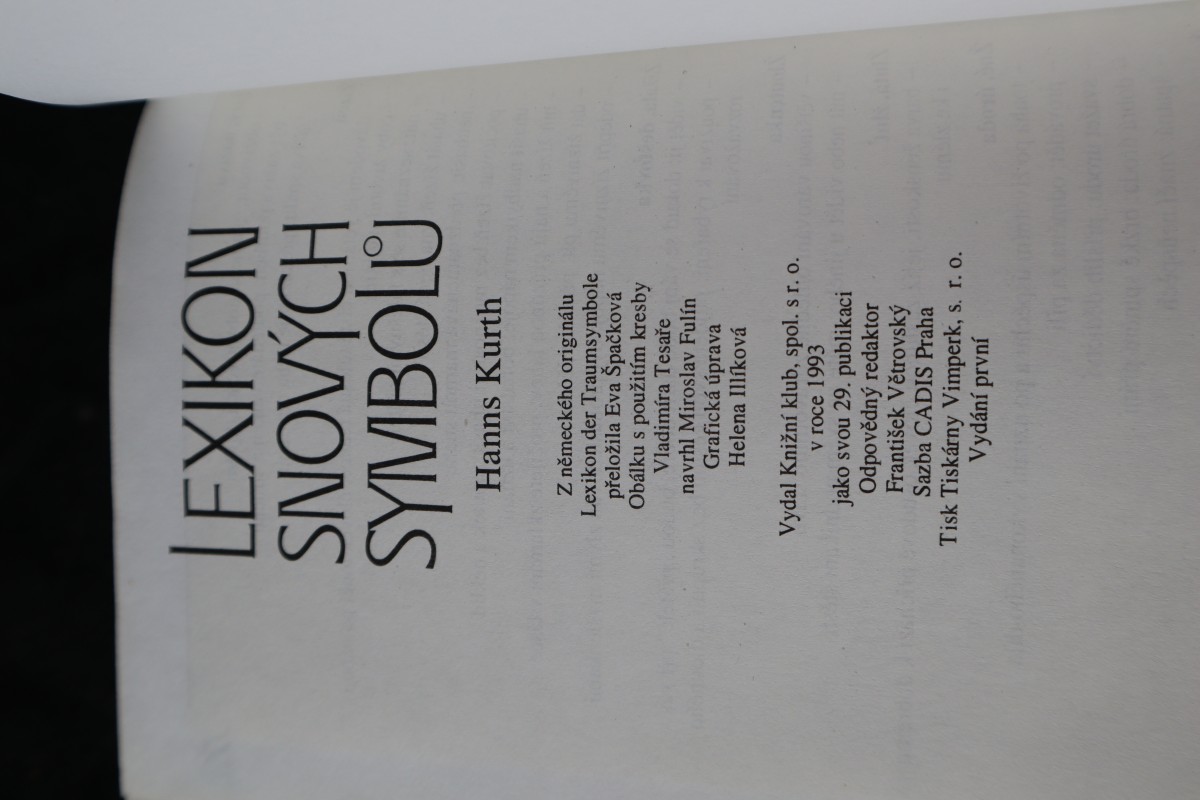 LEXIKON
SNOVÝCH
SYMBOLŮ
Hanns Kurth
Z německého originálu
Lexikon der Traumsymbole
přeložila Eva Špačková
Obálku s použitím kresby
Vladimíra Tesaře
navrhl Miroslav Fulín
Grafická úprava
Helena Illíková
Vydal Knižní klub, spol. s r. o.
v roce 1993
jako svou 29. publikaci
Odpovědný redaktor
František Větrovský
Sazba CADIS Praha
Tisk Tiskárny Vimperk, s. r. o.
Vydání první